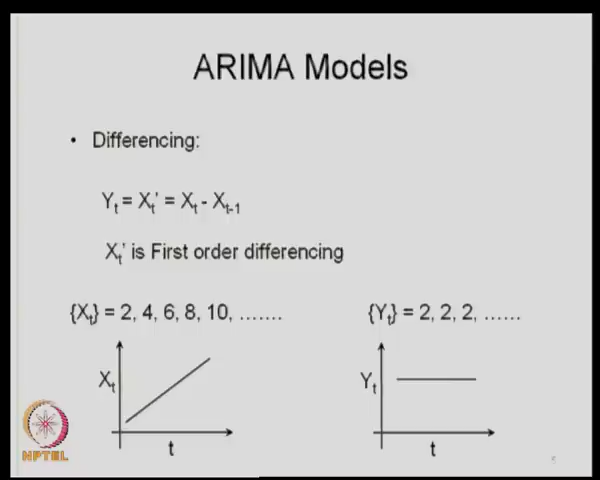 ARIMA Models
• Differencing:
Yt = Xt' = Xt - Xt-1
Xt' is First order differencing
{Xt} = 2, 4, 6, 8, 10, ....... {Yt} = 2, 2, 2, ......
Xt Yt
t t
NPTEL